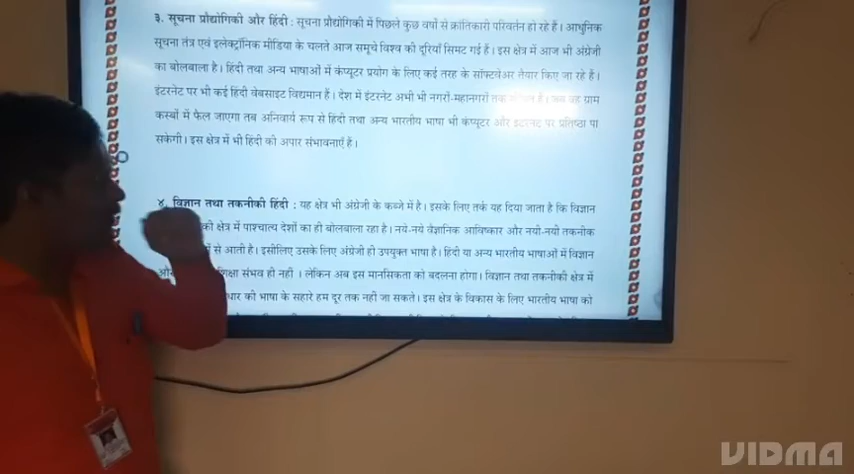 ३. सूचना प्रौद्योगिकी और हिंदी : सूचना प्रौद्योगिकी में पिछले कुछ वर्षों से क्रांतिकारी परिवर्तन हो रहे हैं। आधुनिक
सूचना तंत्र एवं इलेक्ट्रॉनिक मीडिया के चलते आज समूचे विश्व की दूरियाँ सिमट गई हैं। इस क्षेत्र में आज भी अंग्रेजी
का बोलबाला है। हिंदी तथा अन्य भाषाओं में कंप्यूटर प्रयोग के लिए कई तरह के सॉफ्टवेअर तैयार किए जा रहे हैं।
इंटरनेट पर भी कई हिंदी वेबसाइट विद्यमान हैं। देश में इंटरनेट अभी भी नगरों-महानगरों तक है। जब वह ग्राम
कस्बों में फैल जाएगा तब अनिवार्य रूप से हिंदी तथा अन्य भारतीय भाषा भी कंप्यूटर और इंटरनेट पर प्रतिष्ठा पा
सकेगी। इस क्षेत्र में भी हिंदी की अपार संभावनाएँ हैं।
४. विज्ञान तथा तकनीकी हिंदी : यह क्षेत्र भी अंग्रेजी के कब्जे में है। इसके लिए तर्क यह दिया जाता है कि विज्ञान
की क्षेत्र में पाश्चात्य देशों का ही बोलबाला रहा है। नये-नये वैज्ञानिक आविष्कार और नयी-नयी तकनीक
में से आती है। इसीलिए उसके लिए अंग्रेजी ही उपयुक्त भाषा है। हिंदी या अन्य भारतीय भाषाओं में विज्ञान
संभव ही नही । लेकिन अब इस मानसिकता को बदलना होगा। विज्ञान तथा तकनीकी क्षेत्र में
की भाषा के सहारे हम दूर तक नही जा सकते। इस क्षेत्र के विकास के लिए भारतीय भाषा को
VIDMA